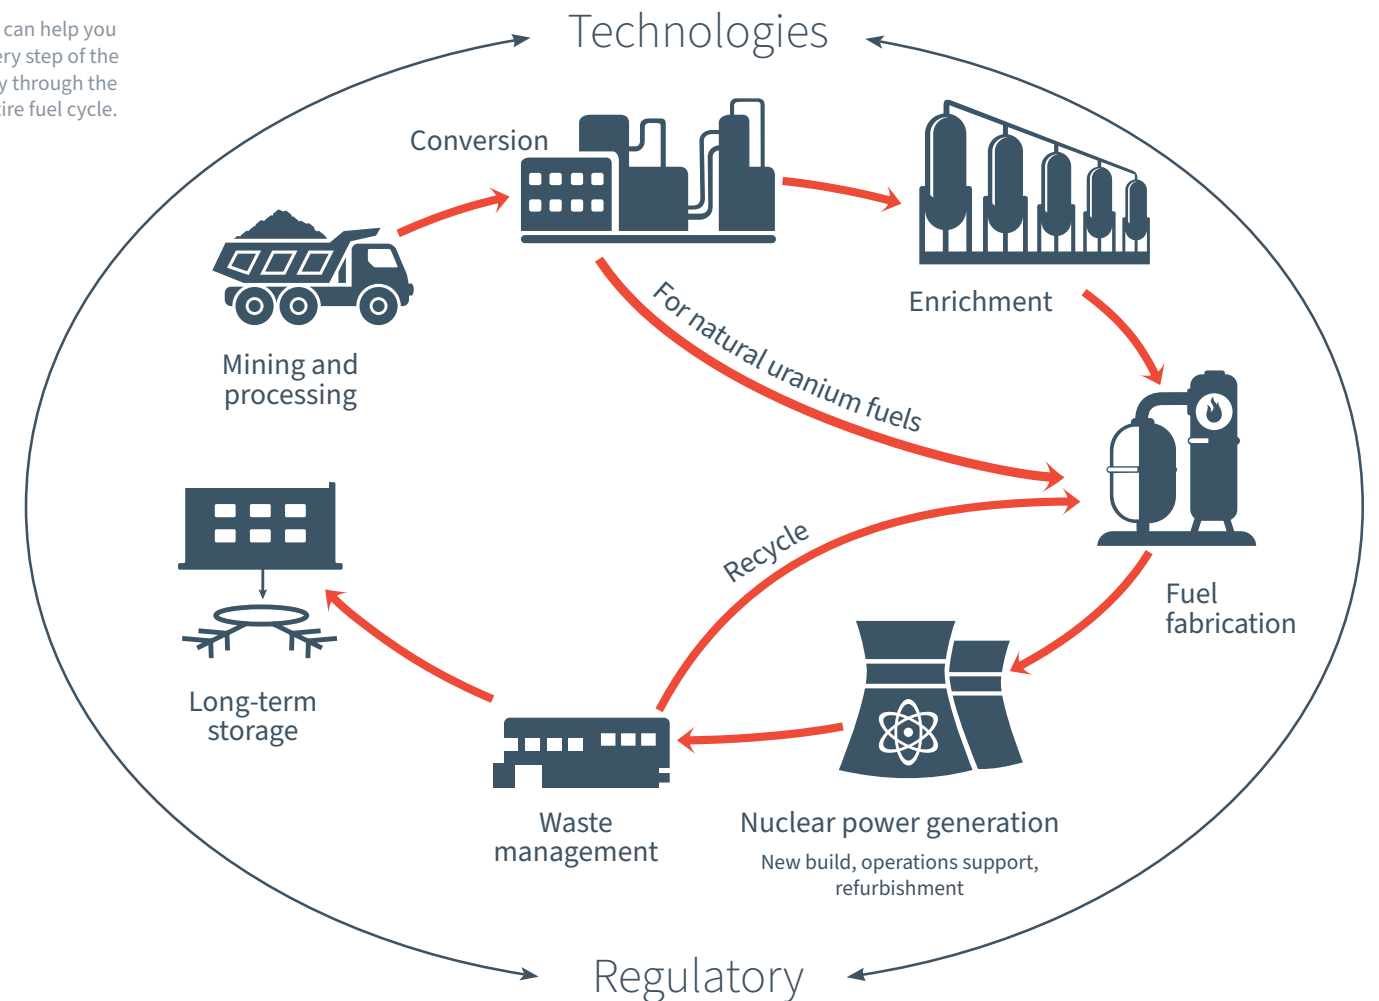 can help you
ery step of the
y through the
ire fuel cycle.
Technologies
Conversion
Enrichment
Mining and
processing
For natural uranium fuels
Recycle
Fuel
fabrication
Long-term
storage
Waste
management
Nuclear power generation
New build, operations support,
refurbishment
Regulatory